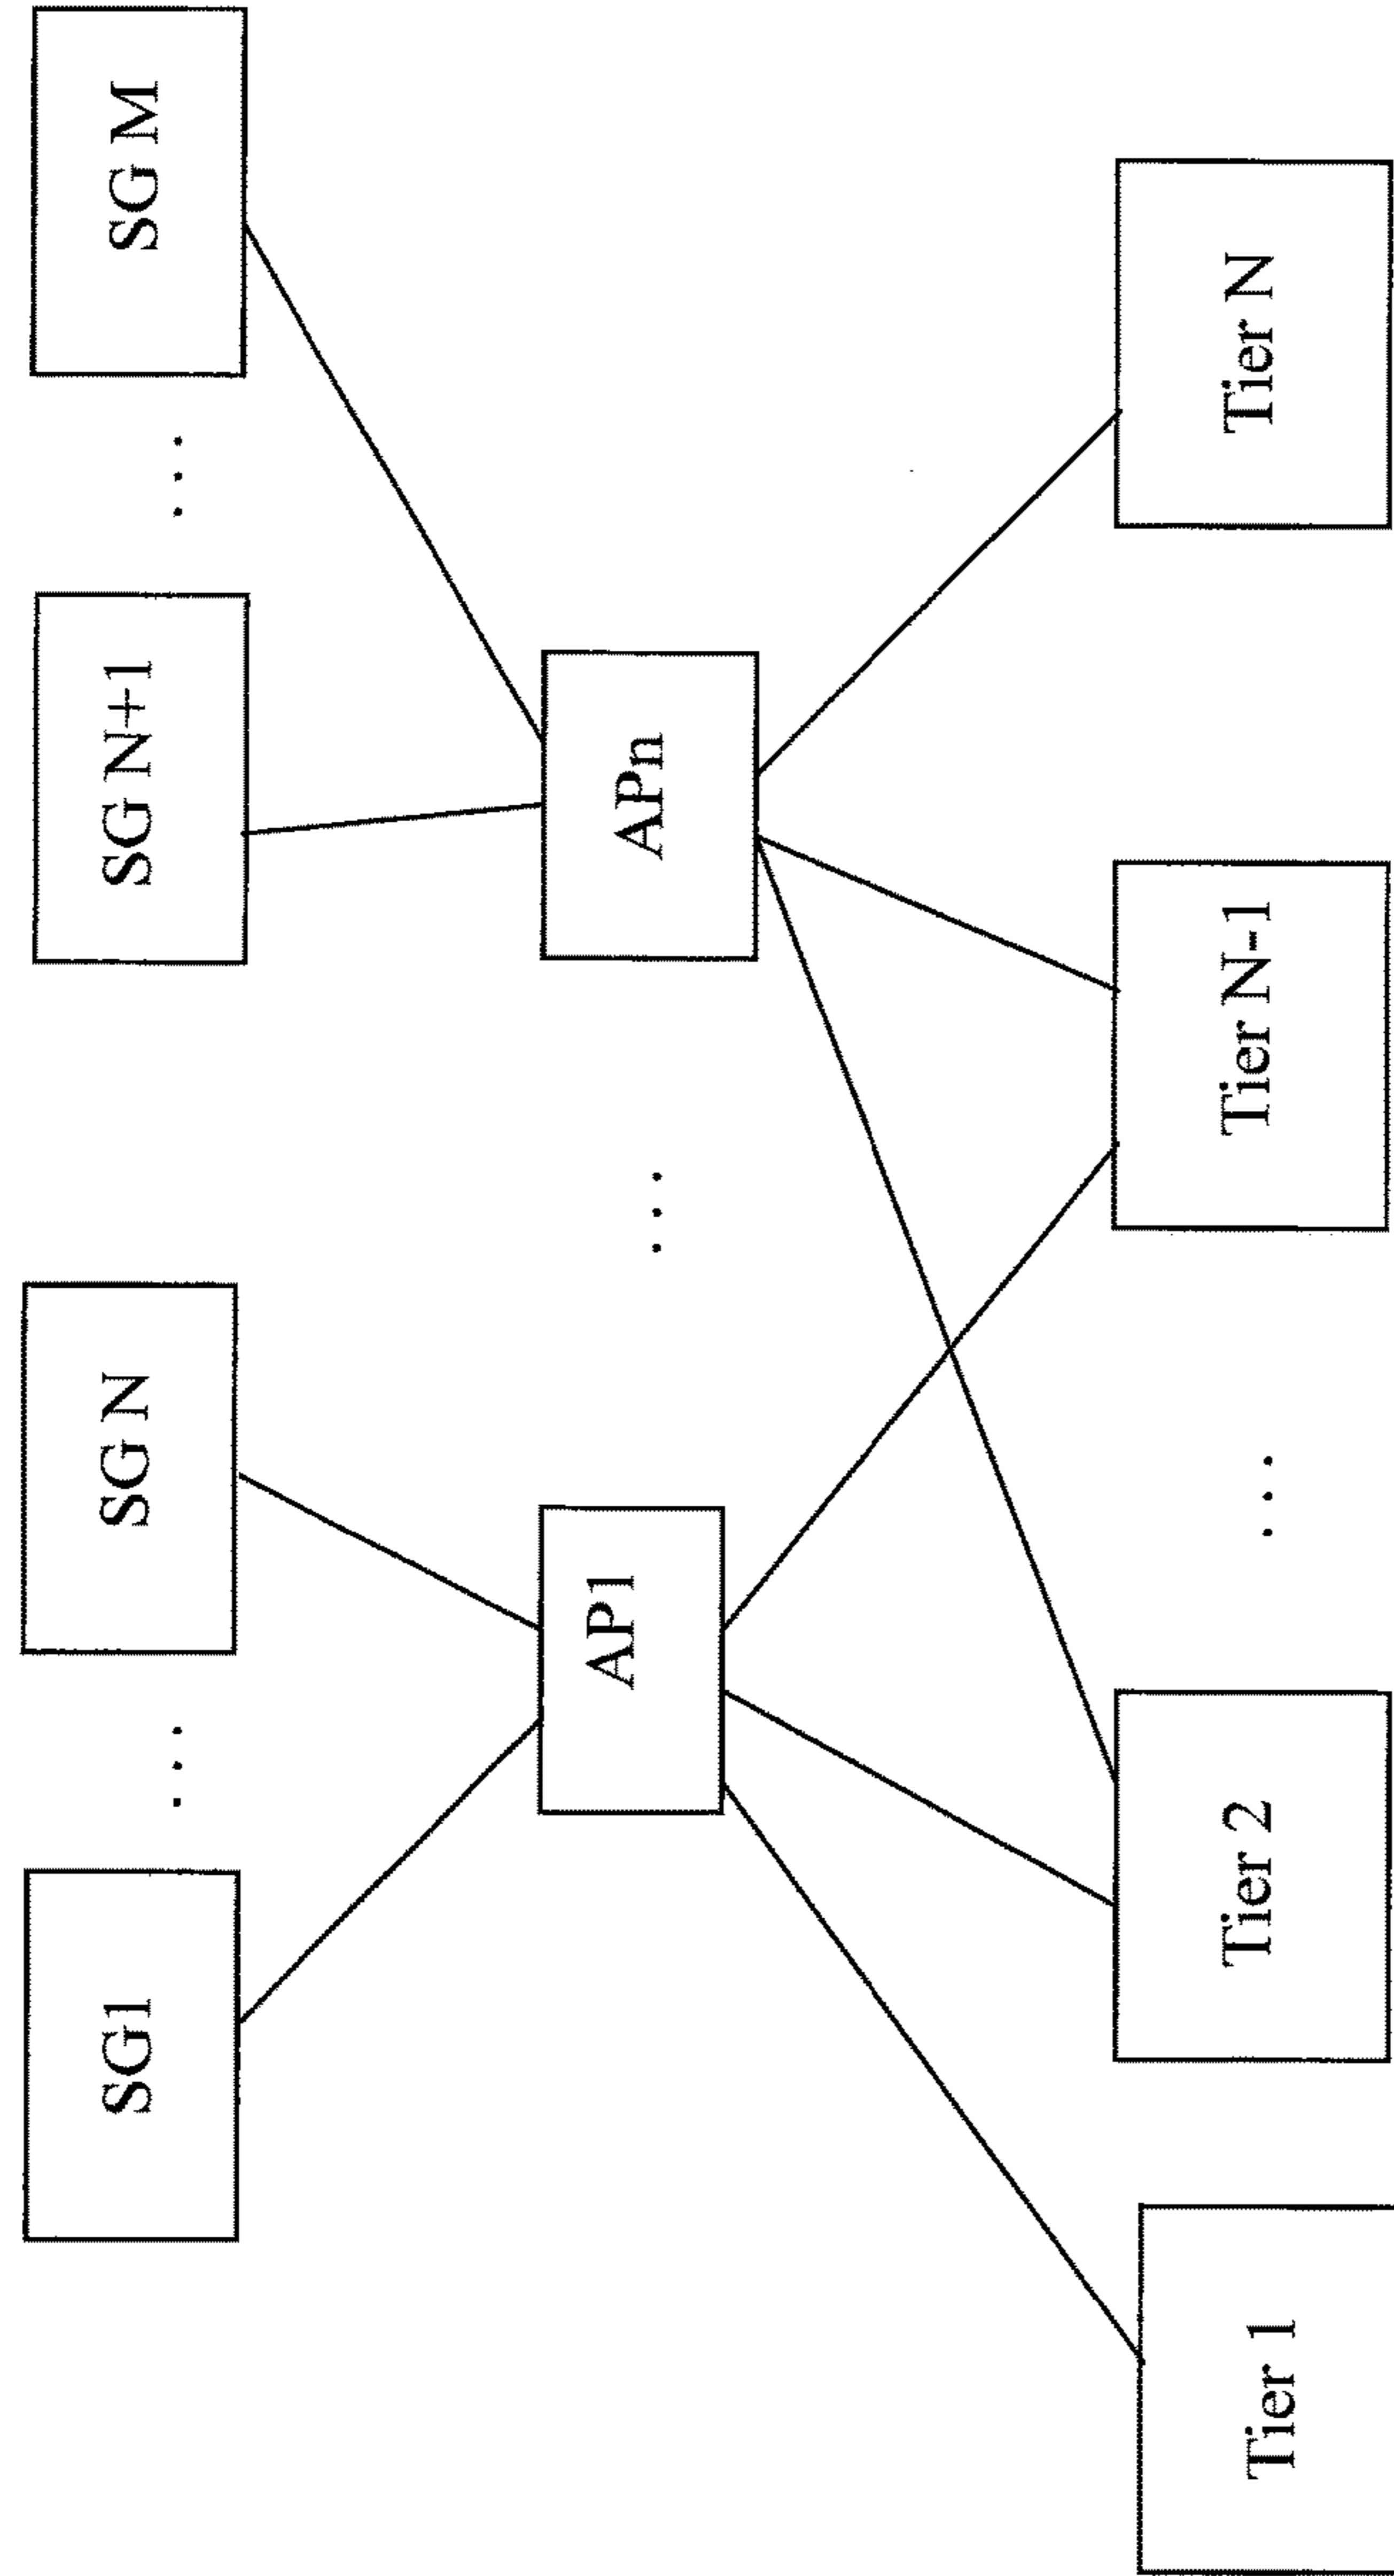 SG1
. . .
SG N
SG N+1
. . .
SG M
AP1
. . .
APn
Tier 1
Tier 2
. . .
Tier N-1
Tier N